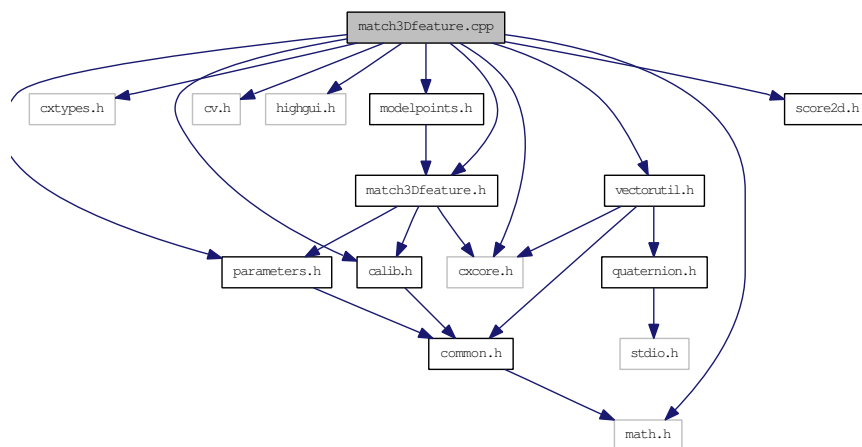 match3Dfeature.cpp
cxtypes.h
cv.h
highgui.h
modelpoints.h
score2d.h
match3Dfeature.h
vectorutil.h
parameters.h
calib.h
cxcore.h
quaternion.h
common.h
stdio.h
math.h